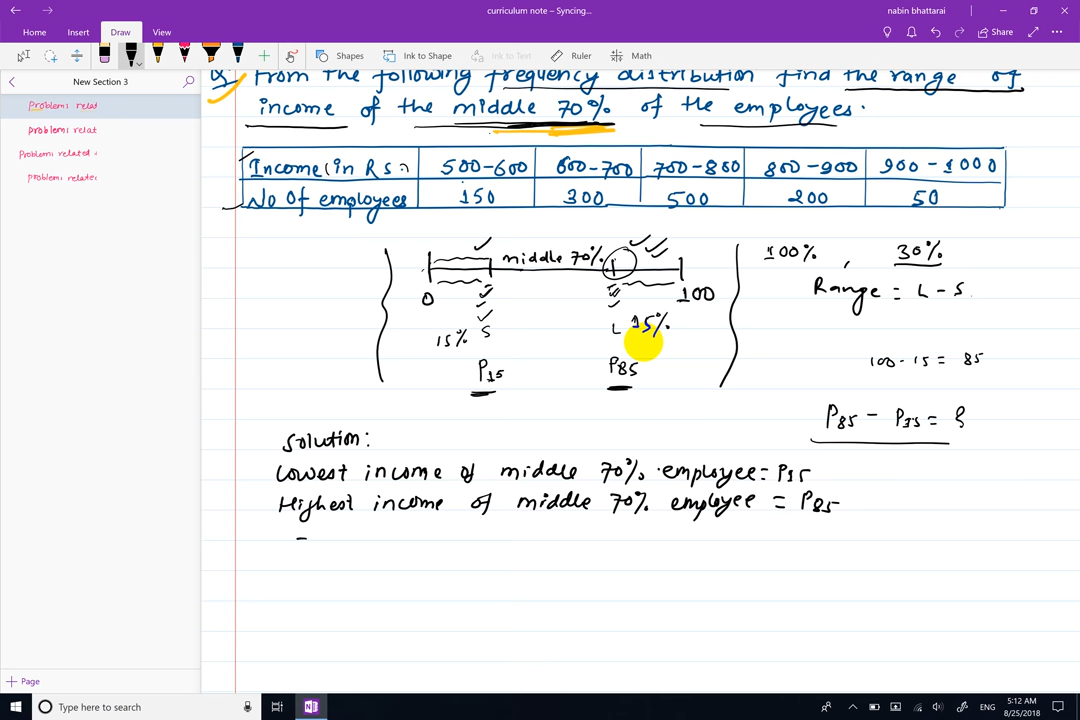 curriculum note - Syncing...
nabin bhattarai
Home Insert Draw View
Share
Shapes Ink to Shape Ink to Text Ruler Math
New Section 3
Problem: relat
problem: relat
problem: related
problem: relate
Q. From the following frequency distribution find the range of
income of the middle 70% of the employees.
Income (in Rs.) 500-600 600-700 700-800 800-900 900-1000
No Of employees 150 300 500 200 50
middle 70%
0 100
15% S L 15%
P15 P85
100%, 30%
Range = L - S
100-15 = 85
P85 - P15 = ?
Solution:
Lowest income of middle 70% employee = P15
Highest income of middle 70% employee = P85
=
+ Page
Type here to search
ENG
5:12 AM
8/25/2018